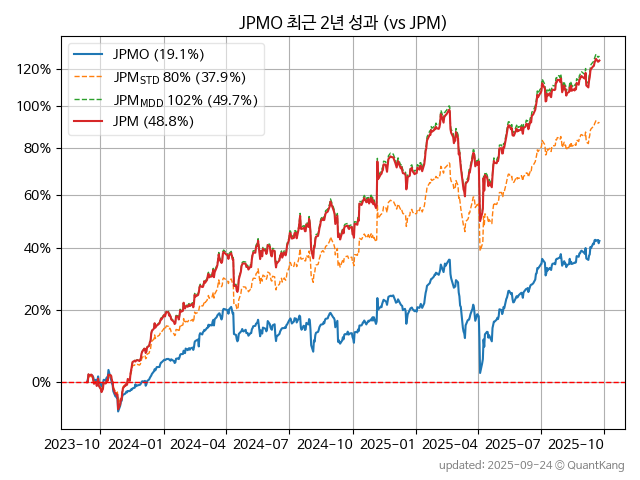 JPMO 최근 2년 성과 (vs JPM)
JPMO (19.1%)
JPM_STD 80% (37.9%)
JPM_MDD 102% (49.7%)
JPM (48.8%)
120%
100%
80%
60%
40%
20%
0%
2023-10 2024-01 2024-04 2024-07 2024-10 2025-01 2025-04 2025-07 2025-10
updated: 2025-09-24 © QuantKang